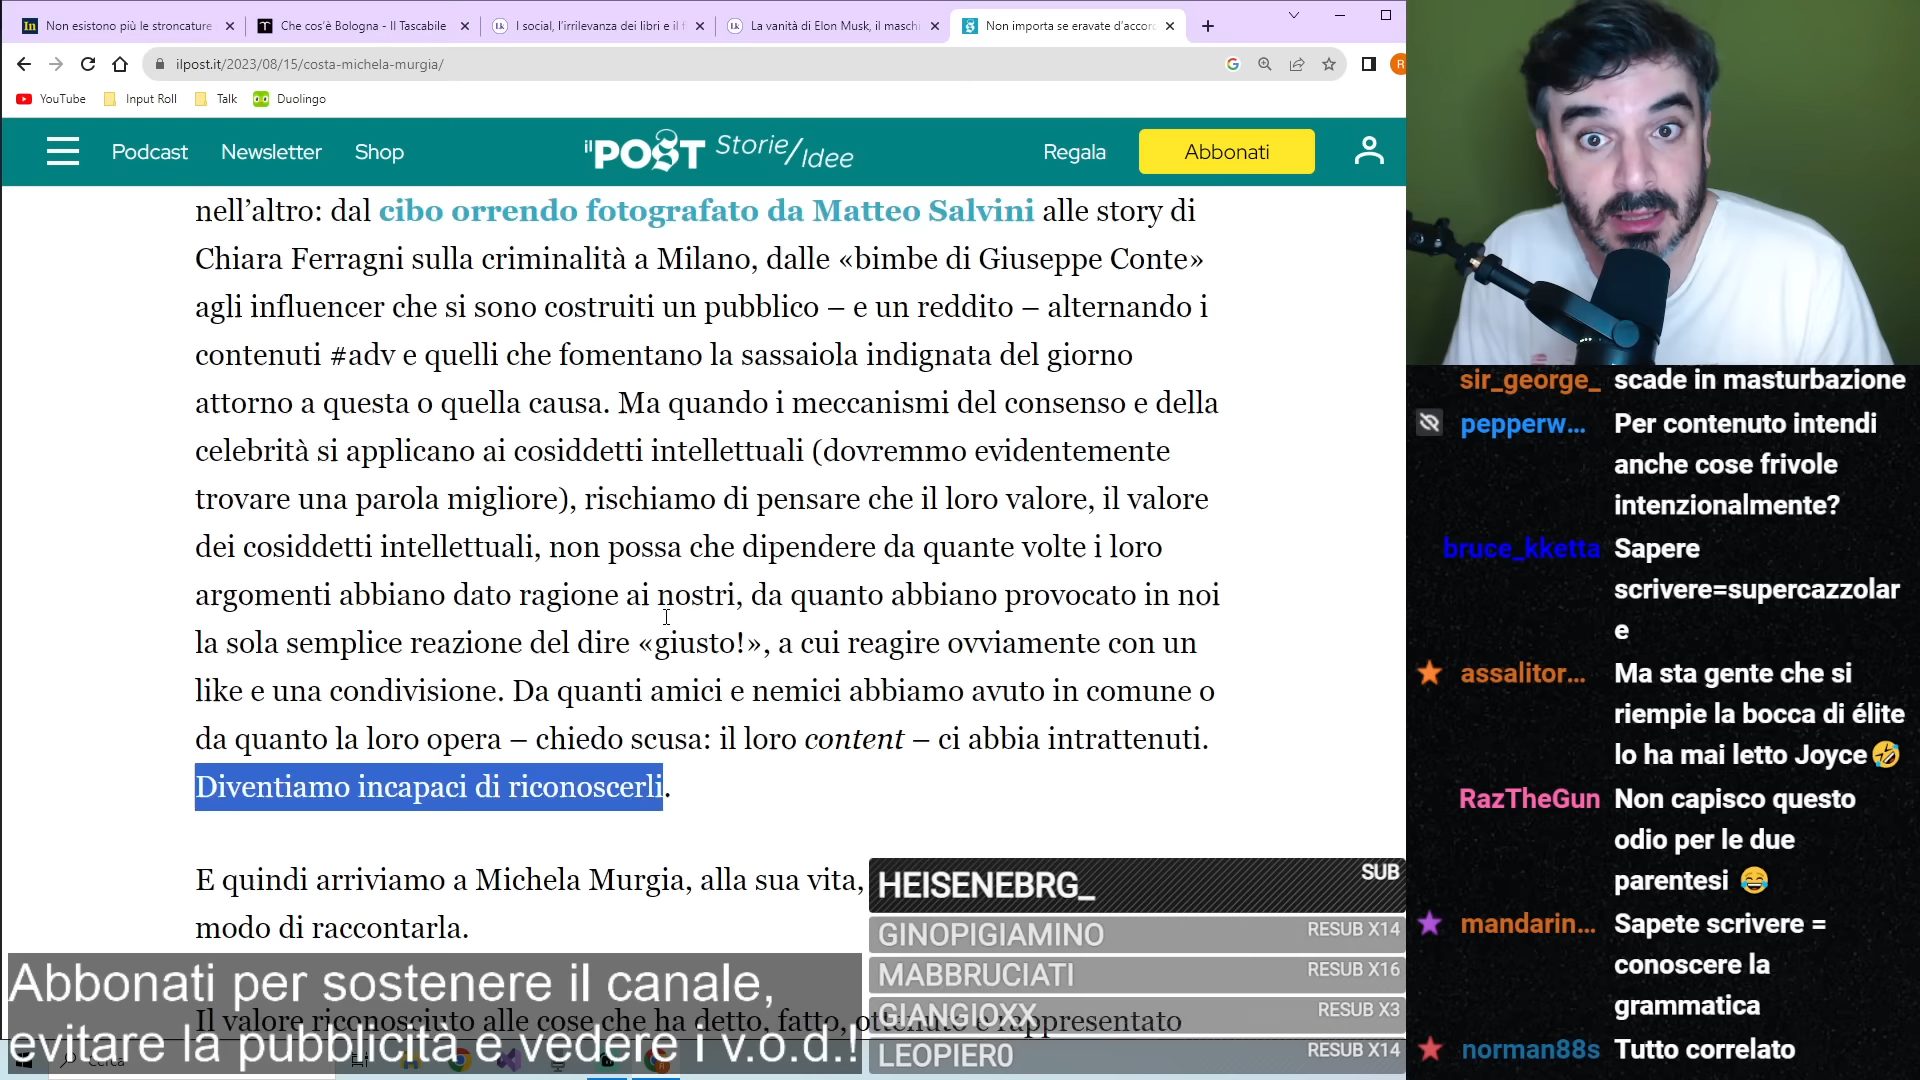 Non esistono più le stroncature
Che cos'è Bologna - Il Tascabile
I social, l'irrilevanza dei libri e il f
La vanità di Elon Musk, il maschi
Non importa se eravate d'accord
ilpost.it/2023/08/15/costa-michela-murgia/
YouTube
Input Roll
Talk
Duolingo
Podcast
Newsletter
Shop
il POST Storie/Idee
Regala
Abbonati
nell'altro: dal cibo orrendo fotografato da Matteo Salvini alle story di
Chiara Ferragni sulla criminalità a Milano, dalle «bimbe di Giuseppe Conte»
agli influencer che si sono costruiti un pubblico – e un reddito – alternando i
contenuti #adv e quelli che fomentano la sassaiola indignata del giorno
attorno a questa o quella causa. Ma quando i meccanismi del consenso e della
celebrità si applicano ai cosiddetti intellettuali (dovremmo evidentemente
trovare una parola migliore), rischiamo di pensare che il loro valore, il valore
dei cosiddetti intellettuali, non possa che dipendere da quante volte i loro
argomenti abbiano dato ragione ai nostri, da quanto abbiano provocato in noi
la sola semplice reazione del dire «giusto!», a cui reagire ovviamente con un
like e una condivisione. Da quanti amici e nemici abbiamo avuto in comune o
da quanto la loro opera – chiedo scusa: il loro content – ci abbia intrattenuti.
Diventiamo incapaci di riconoscerli.
E quindi arriviamo a Michela Murgia, alla sua vita,
modo di raccontarla.
Il valore riconosciuto alle cose che ha detto, fatto, ottenuto e rappresentato
Abbonati per sostenere il canale,
evitare la pubblicità e vedere i v.o.d.!
Cerca
HEISENEBRG_ SUB
GINOPIGIAMINO RESUB X14
MABBRUCIATI RESUB X16
GIANGIOXX RESUB X3
LEOPIER0 RESUB X14
sir_george_ scade in masturbazione
pepperw... Per contenuto intendi
anche cose frivole
intenzionalmente?
bruce_kketta Sapere
scrivere=supercazzolar
e
assalitor... Ma sta gente che si
riempie la bocca di élite
lo ha mai letto Joyce🤣
RazTheGun Non capisco questo
odio per le due
parentesi 😂
mandarin... Sapete scrivere =
conoscere la
grammatica
norman88s Tutto correlato